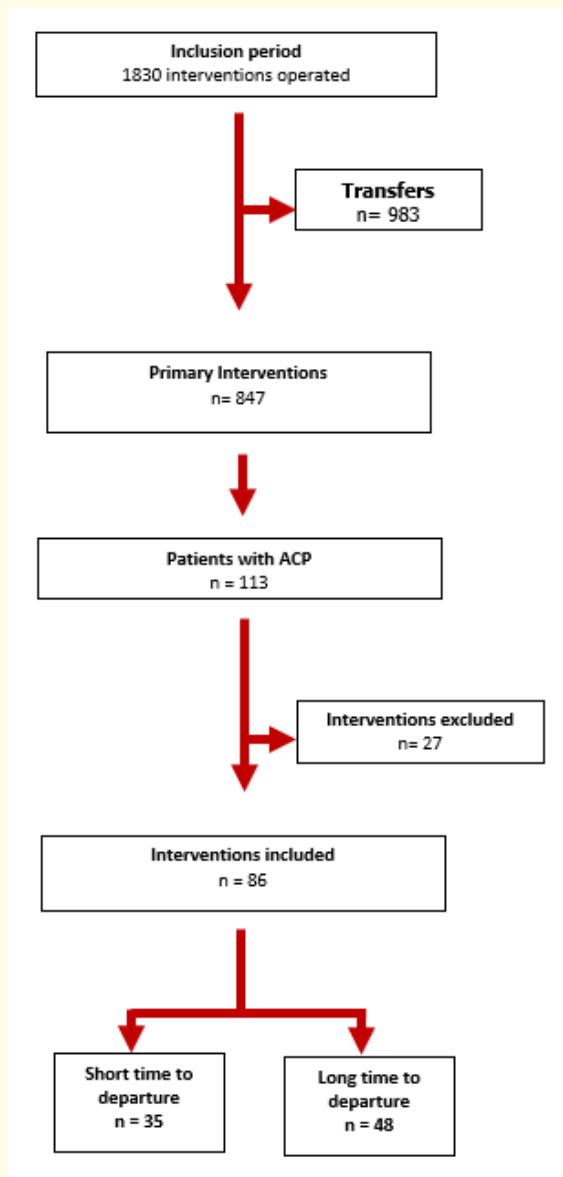 Inclusion period
1830 interventions operated
Transfers
n= 983
Primary Interventions
n= 847
Patients with ACP
n = 113
Interventions excluded
n= 27
Interventions included
n = 86
Short time to
departure
n = 35
Long time to
departure
n = 48